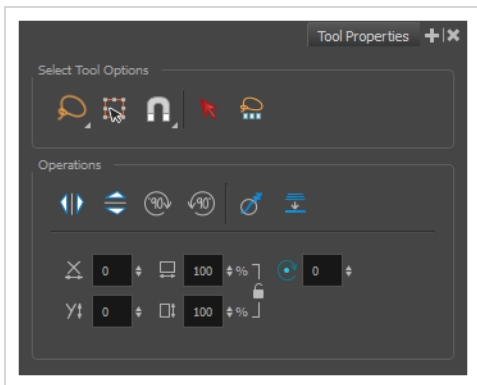 Tool Properties
Select Tool Options
Operations
90 90
X 0 100 % 0
Y 0 100 %